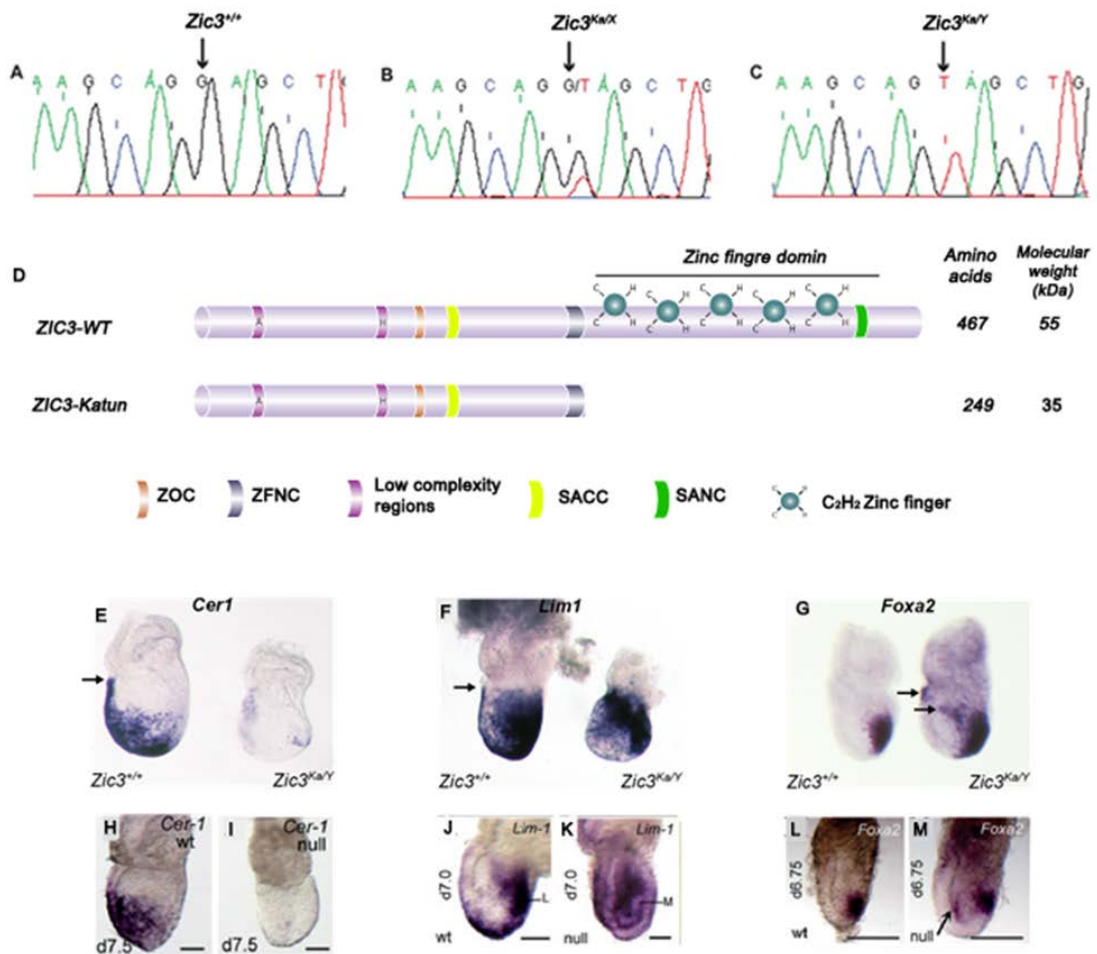 Zic3+/+
Zic3Ka/X
Zic3Ka/Y
A
A A G C A G G A G C T G
B
A A G C A G G/T A G C T G
C
A A G C A G T A G C T G
D
Zinc fingre domin
Amino acids
Molecular weight (kDa)
C H C H C H C H C H
C H C H C H C H C H
ZIC3-WT
A
H
467
55
ZIC3-Katun
A
H
249
35
ZOC
ZFNC
Low complexity regions
SACC
SANC
C2H2 Zinc finger
E
Cer1
Zic3+/+
Zic3Ka/Y
F
Lim1
Zic3+/+
Zic3Ka/Y
G
Foxa2
Zic3+/+
Zic3Ka/Y
H
Cer-1
wt
d7.5
I
Cer-1
null
d7.5
J
Lim-1
d7.0
L
wt
K
Lim-1
d7.0
M
null
L
Foxa2
d6.75
wt
M
Foxa2
d6.75
null